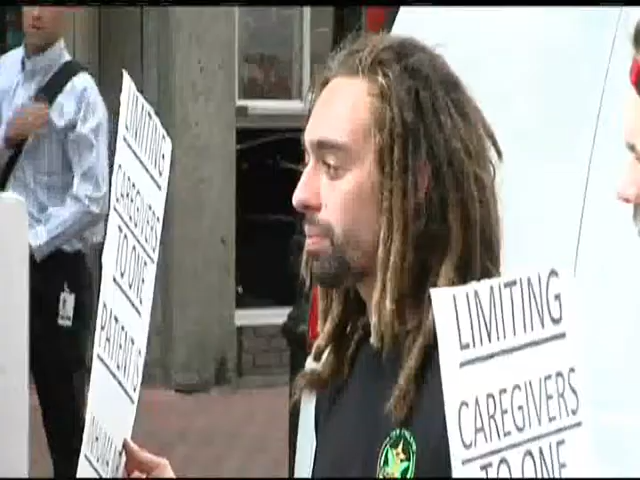 LIMITING
CAREGIVERS
TO ONE
PATIENT IS
LIMITING
CAREGIVERS
TO ONE